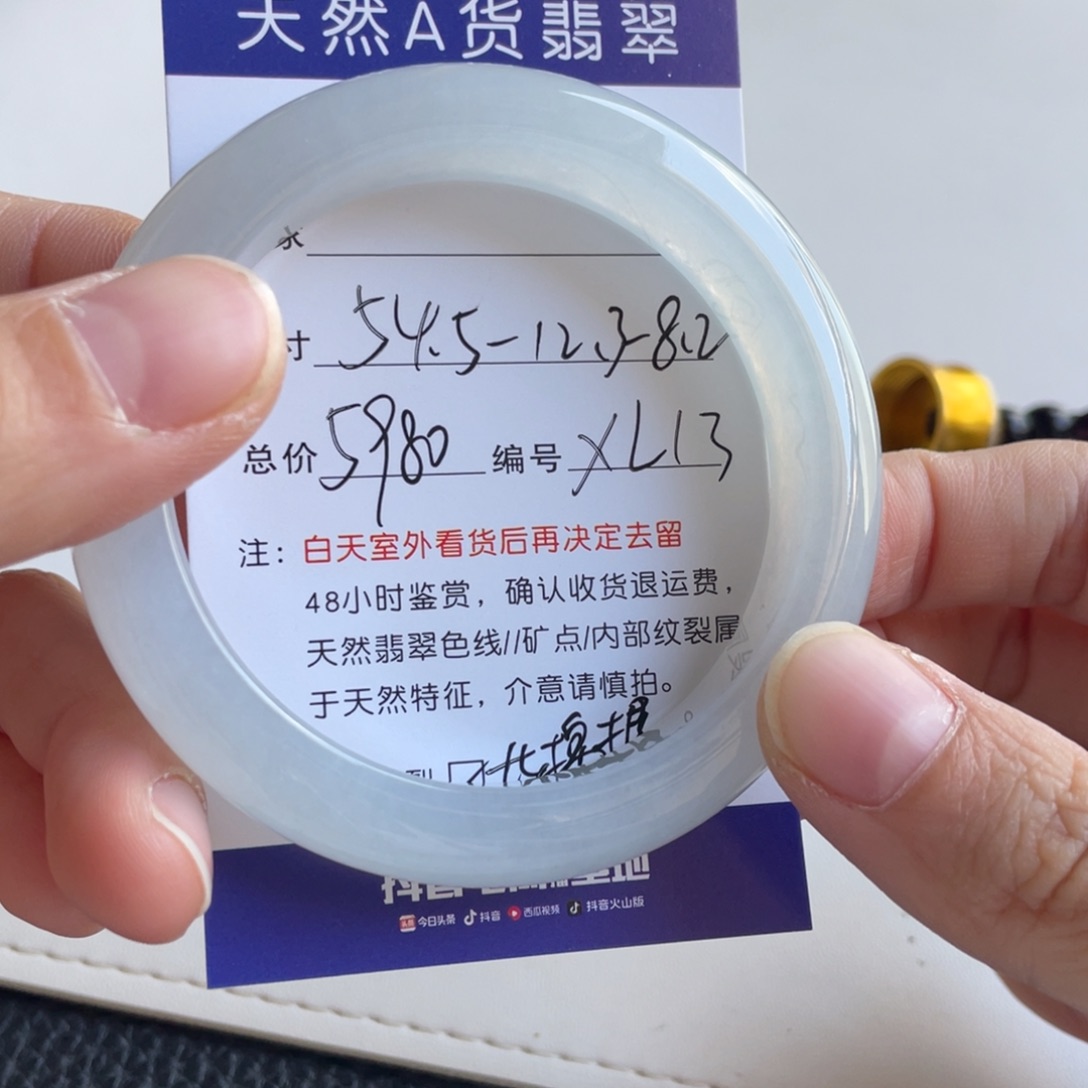 天然A货翡翠
寸 54.5-12.3-8.2
总价 5980 编号 XL13
注：白天室外看货后再决定去留
48小时鉴赏，确认收货退运费，
天然翡翠色线//矿点/内部纹裂属
于天然特征，介意请慎拍。
抖音
今日头条 抖音 西瓜视频 抖音火山版